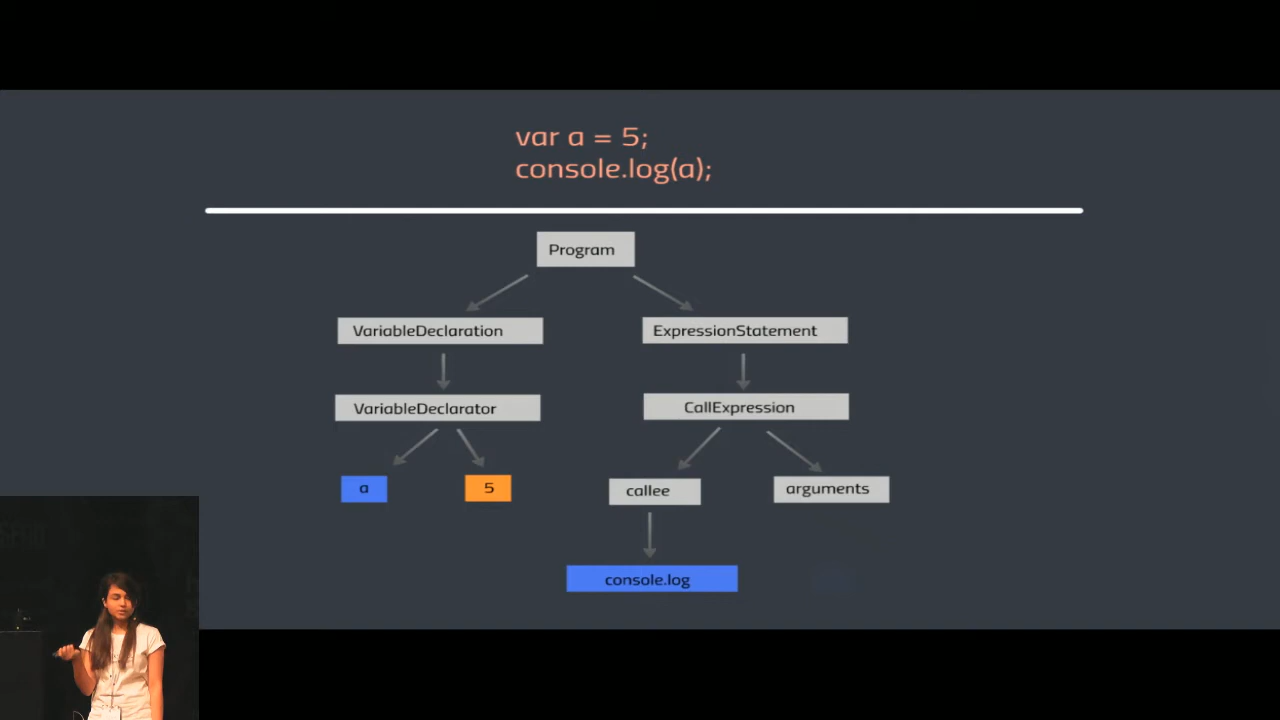 var a = 5;
console.log(a);
Program
VariableDeclaration
ExpressionStatement
VariableDeclarator
CallExpression
a
5
callee
arguments
console.log